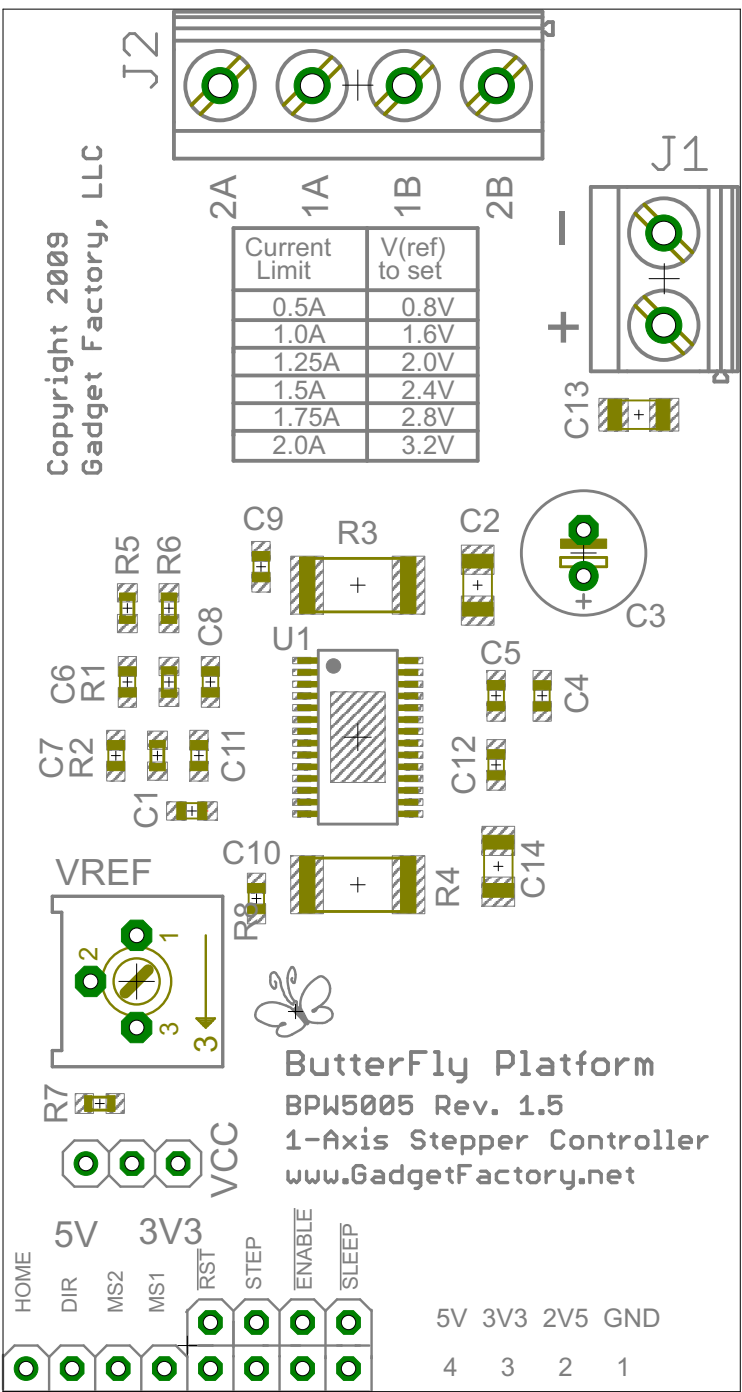 J2
J1
2A 1A 1B 2B
Copyright 2009
Gadget Factory, LLC
Current Limit V(ref) to set
0.5A 0.8V
1.0A 1.6V
1.25A 2.0V
1.5A 2.4V
1.75A 2.8V
2.0A 3.2V
-
+
C13
C9
R3
C2
R5
R6
C3
+
C8
U1
C6
R1
C5
C4
C7
R2
C11
C12
C1
C10
R4
C14
R8
VREF
1
2
3
3
ButterFly Platform
BPW5005 Rev. 1.5
1-Axis Stepper Controller
www.GadgetFactory.net
R7
VCC
5V 3V3
HOME
DIR
MS2
MS1
RST
STEP
ENABLE
SLEEP
5V 3V3 2V5 GND
4 3 2 1